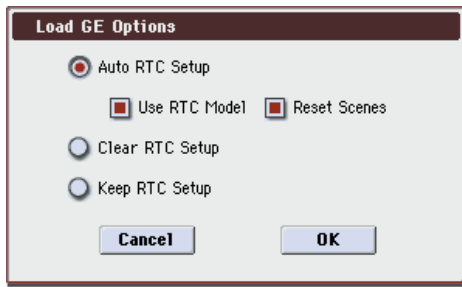 Load GE Options
Auto RTC Setup
Use RTC Model Reset Scenes
Clear RTC Setup
Keep RTC Setup
Cancel OK